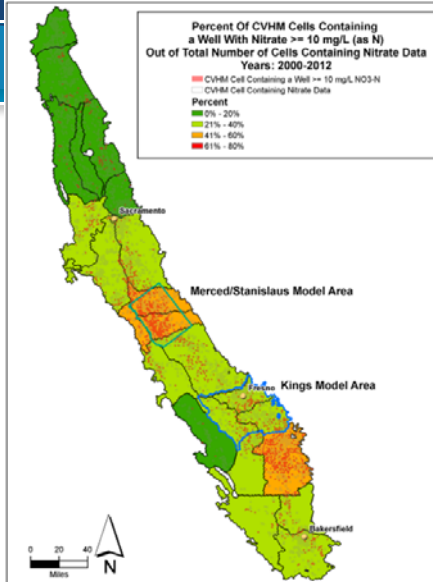 Percent Of CVHM Cells Containing
a Well With Nitrate >= 10 mg/L (as N)
Out of Total Number of Cells Containing Nitrate Data
Years: 2000-2012
CVHM Cell Containing a Well >= 10 mg/L NO3-N
CVHM Cell Containing Nitrate Data
Percent
0% - 20%
21% - 40%
41% - 60%
61% - 80%
Sacramento
Merced/Stanislaus Model Area
Kings Model Area
Fresno
Bakersfield
0 20 40
Miles
N